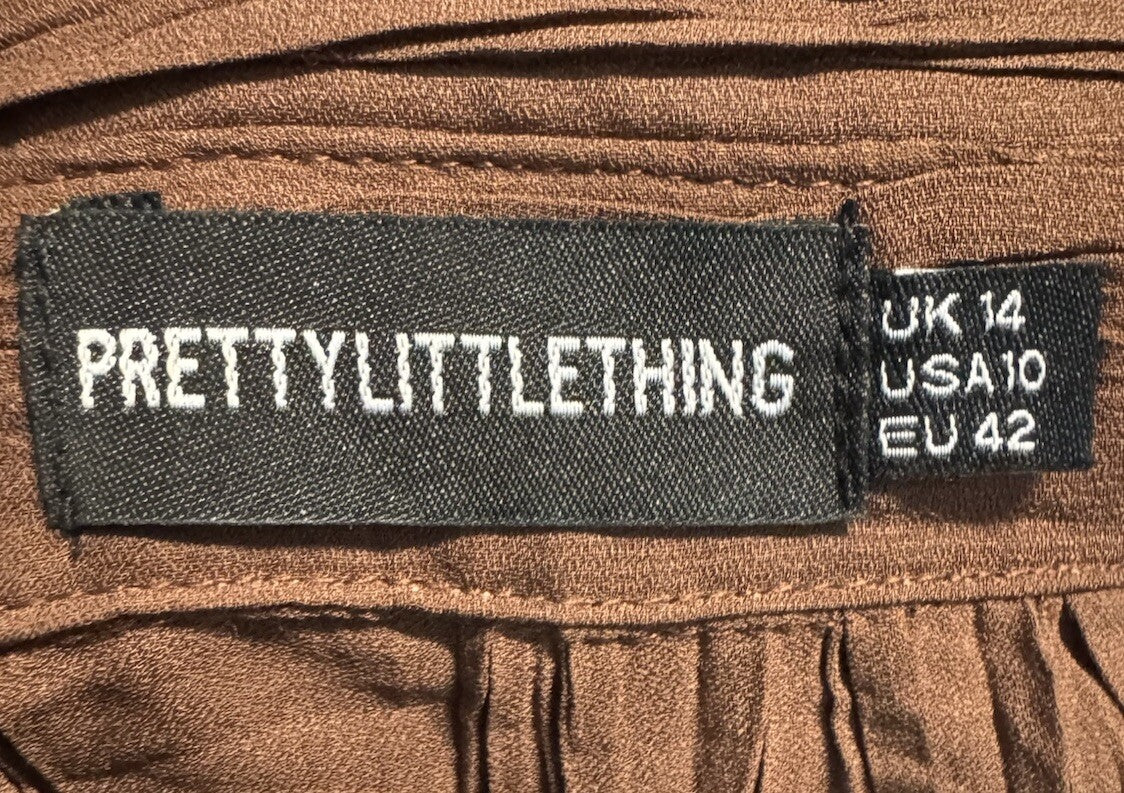 PRETTYLITTLETHING
UK 14
USA 10
EU 42